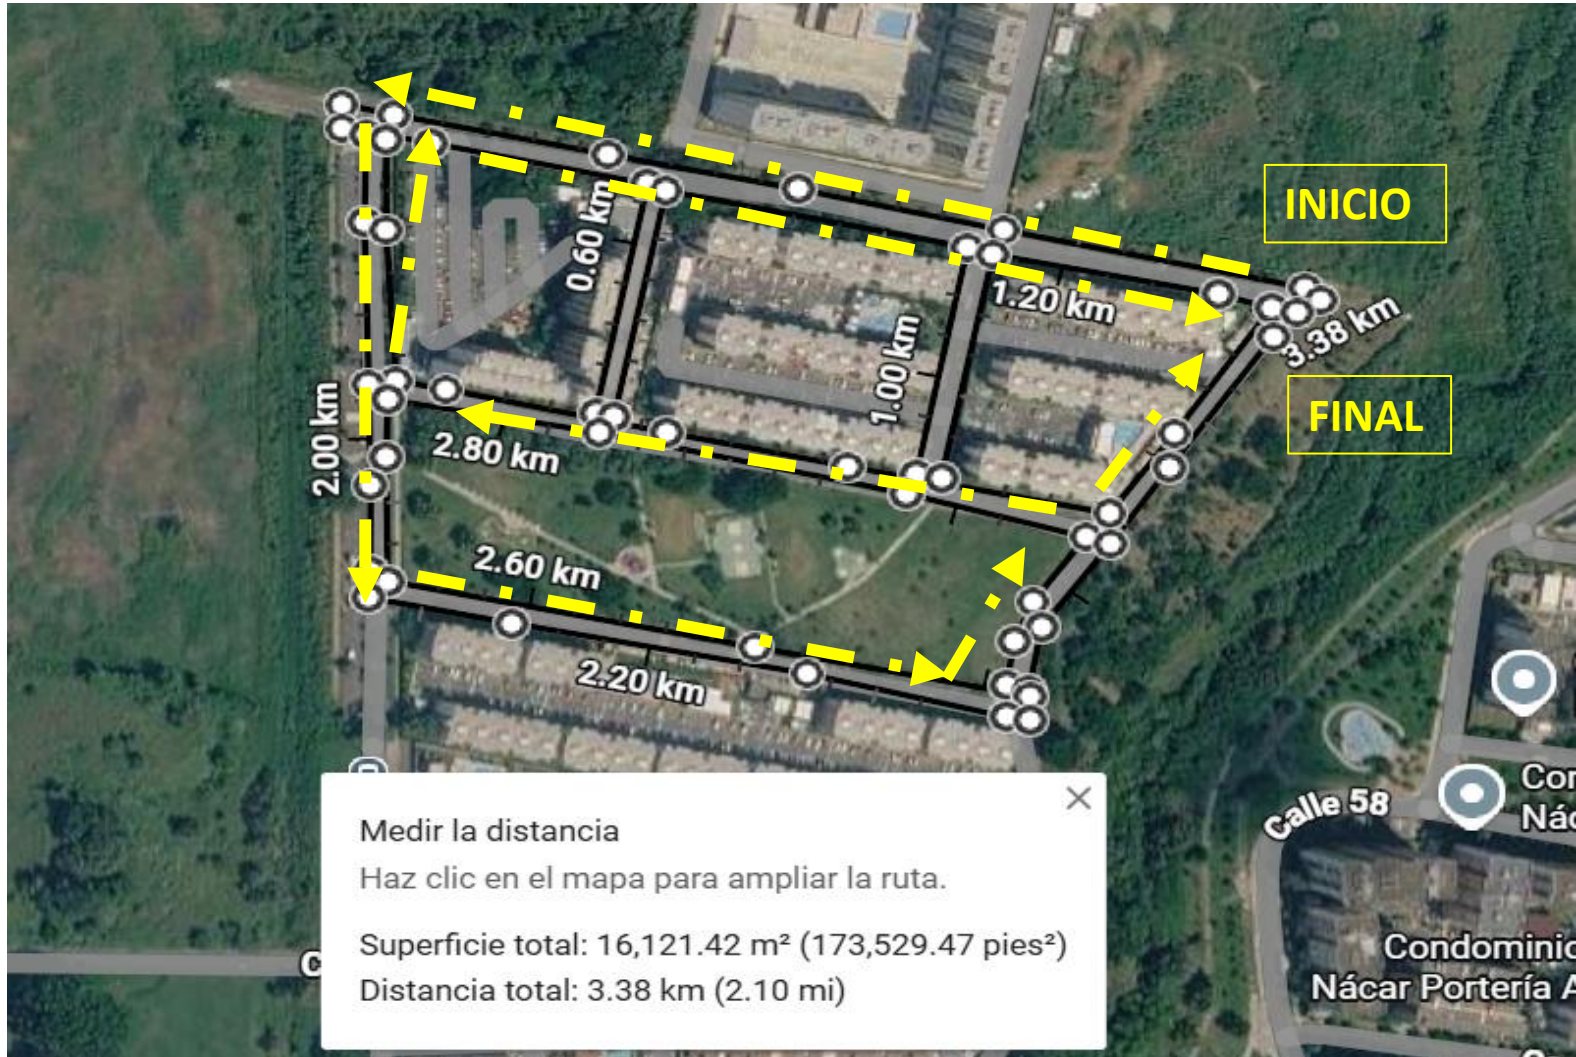 INICIO
0.60 km
1.20 km
3.38 km
1.00 km
FINAL
2.00 km
2.80 km
2.60 km
2.20 km
Medir la distancia
Haz clic en el mapa para ampliar la ruta.
Superficie total: 16,121.42 m² (173,529.47 pies²)
Distancia total: 3.38 km (2.10 mi)
Calle 58
Con
Nác
C
Condominio
Nácar Portería A